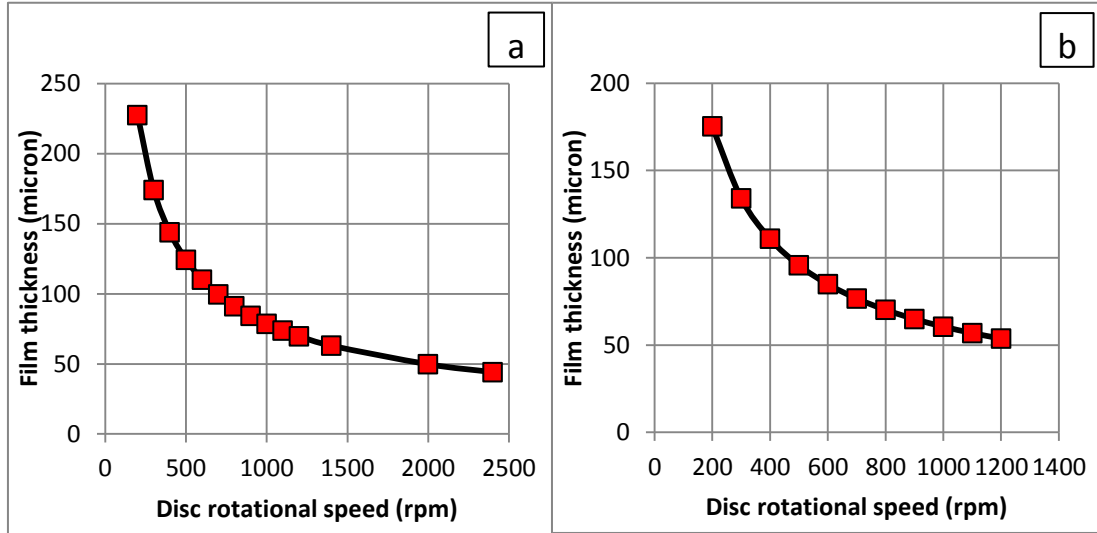 a
250
200
150
100
50
0
0 500 1000 1500 2000 2500
Film thickness (micron)
Disc rotational speed (rpm)
b
200
150
100
50
0
0 200 400 600 800 1000 1200 1400
Film thickness (micron)
Disc rotational speed (rpm)